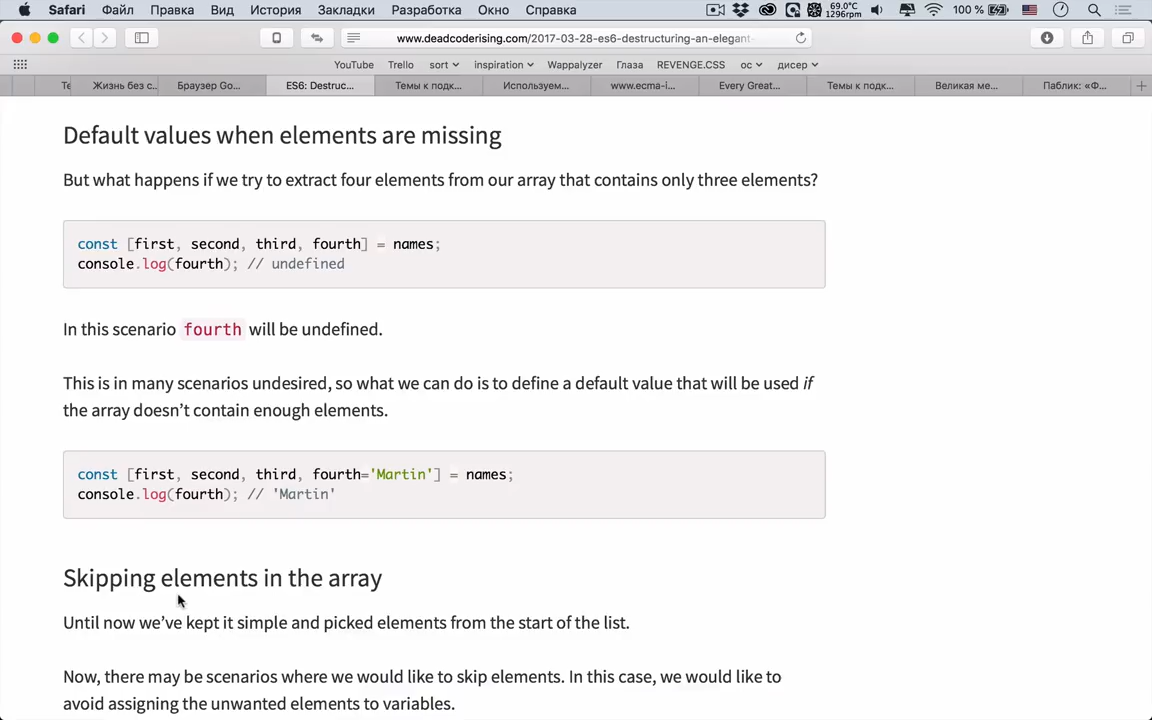 Safari Файл Правка Вид История Закладки Разработка Окно Справка 69.0°C 1296rpm 100 %
www.deadcoderising.com/2017-03-28-es6-destructuring-an-elegant-
YouTube Trello sort inspiration Wappalyzer Глаза REVENGE.CSS ос дисер
Те Жизнь без с.. Браузер Go... ES6: Destruc... Темы к подк... Используем... www.ecma-i... Every Great... Темы к подк... Великая ме... Паблик: «Ф...
Default values when elements are missing
But what happens if we try to extract four elements from our array that contains only three elements?
const [first, second, third, fourth] = names;
console.log(fourth); // undefined
In this scenario fourth will be undefined.
This is in many scenarios undesired, so what we can do is to define a default value that will be used if
the array doesn’t contain enough elements.
const [first, second, third, fourth='Martin'] = names;
console.log(fourth); // 'Martin'
Skipping elements in the array
Until now we’ve kept it simple and picked elements from the start of the list.
Now, there may be scenarios where we would like to skip elements. In this case, we would like to
avoid assigning the unwanted elements to variables.